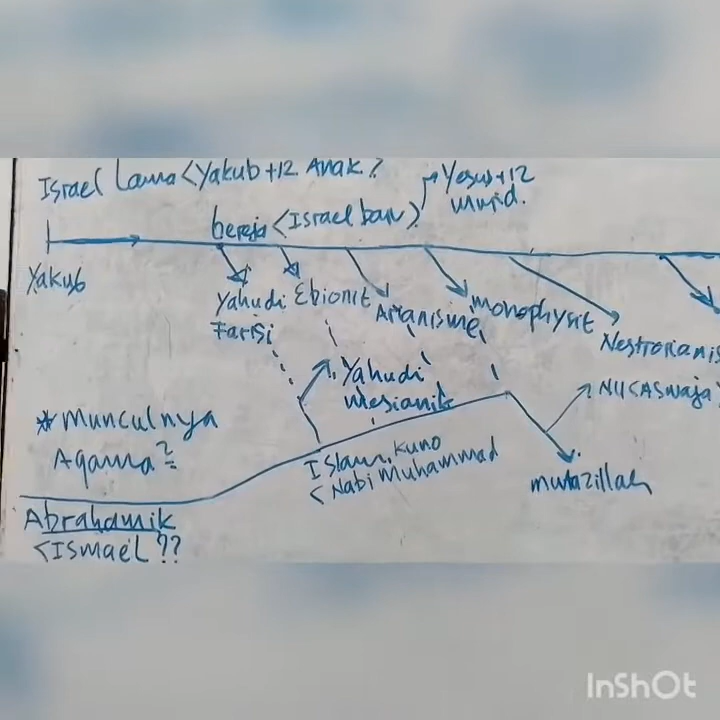 Israel Lama <Yakub+12 Anak?
Yesus+12
murid.
Gereja <Israel baru>
Yakub
Yahudi
Farisi
Ebionit
Arianisme
monophysit
Nestorianis
Yahudi
mesianik
NU<ASWaja>
*Munculnya
Agama²=
Islam kuno
<Nabi Muhammad
mutazillah
Abrahamik
<Ismael ??
InShOt